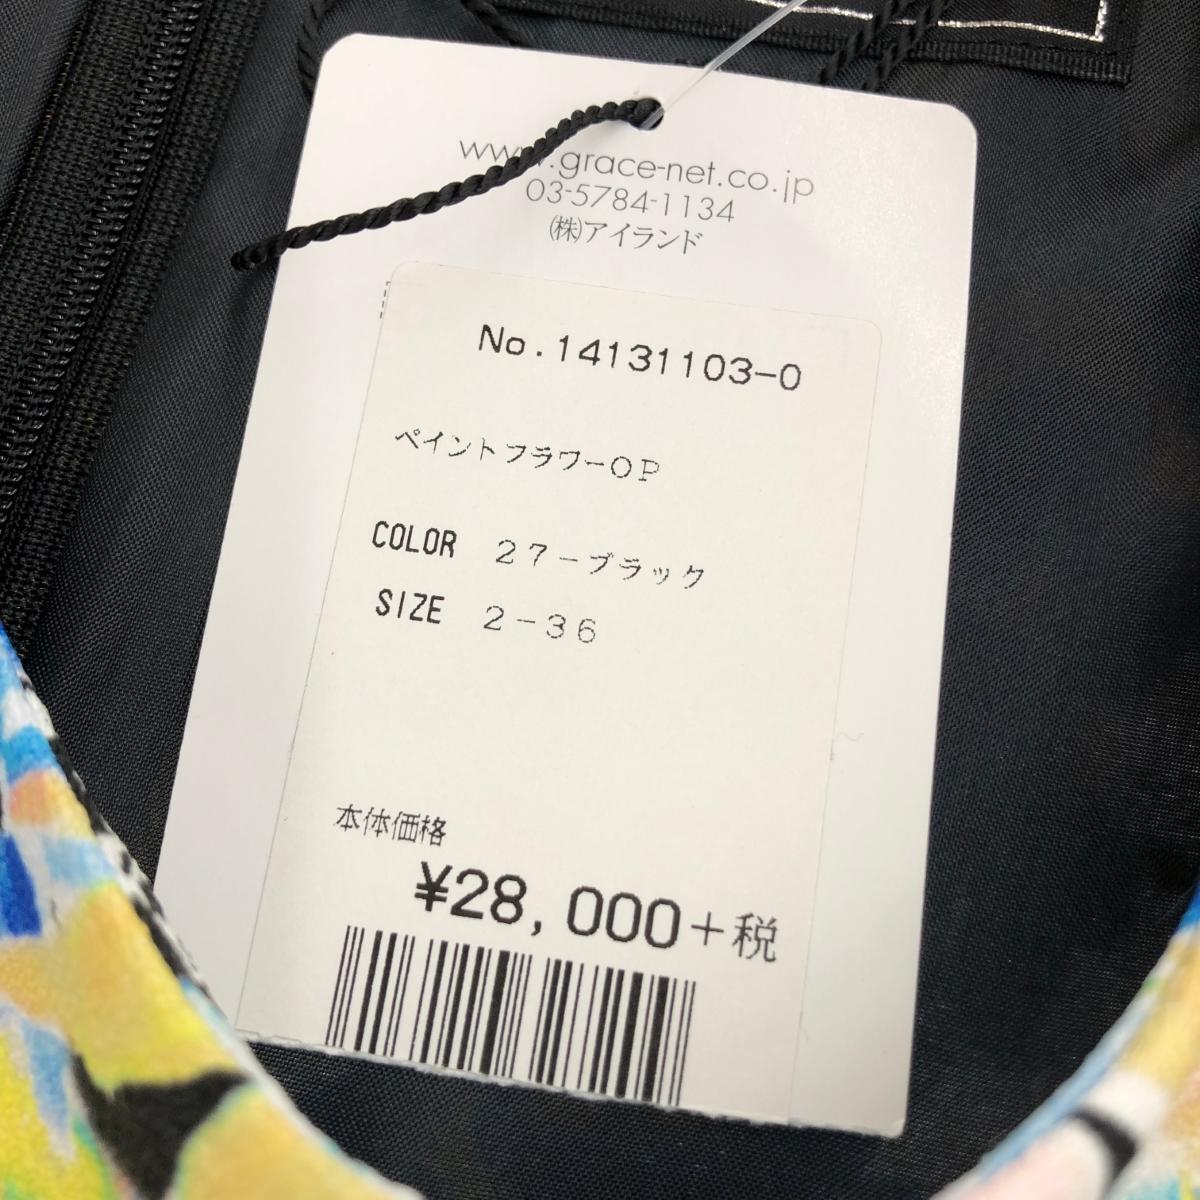 www.grace-net.co.jp
03-5784-1134
㈱アイランド
No.14131103-0
ペイントフラワーOP
COLOR 27-ブラック
SIZE 2-36
本体価格
¥28,000+税